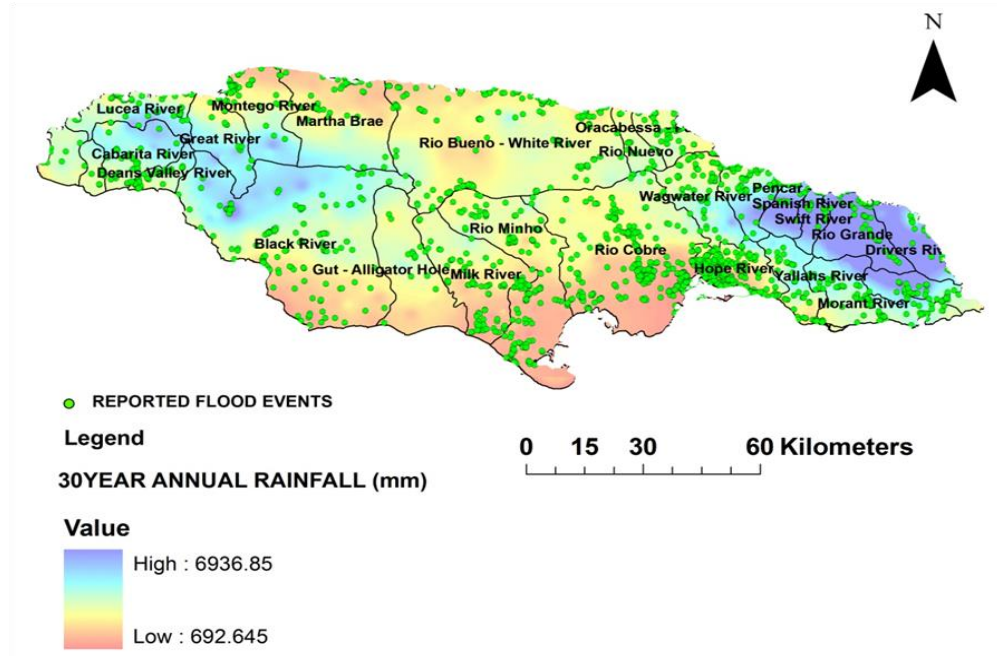 N
Lucea River
Montego River
Martha Brae
Great River
Cabarita River
Deans Valley River
Rio Bueno - White River
Oracabessa -
Rio Nuevo
Wagwater River
Pencar -
Spanish River
Swift River
Rio Grande
Drivers Riv
Black River
Rio Minho
Rio Cobre
Gut - Alligator Hole
Milk River
Hope River
Yallahs River
Morant River
REPORTED FLOOD EVENTS
Legend
0 15 30 60 Kilometers
30YEAR ANNUAL RAINFALL (mm)
Value
High : 6936.85
Low : 692.645